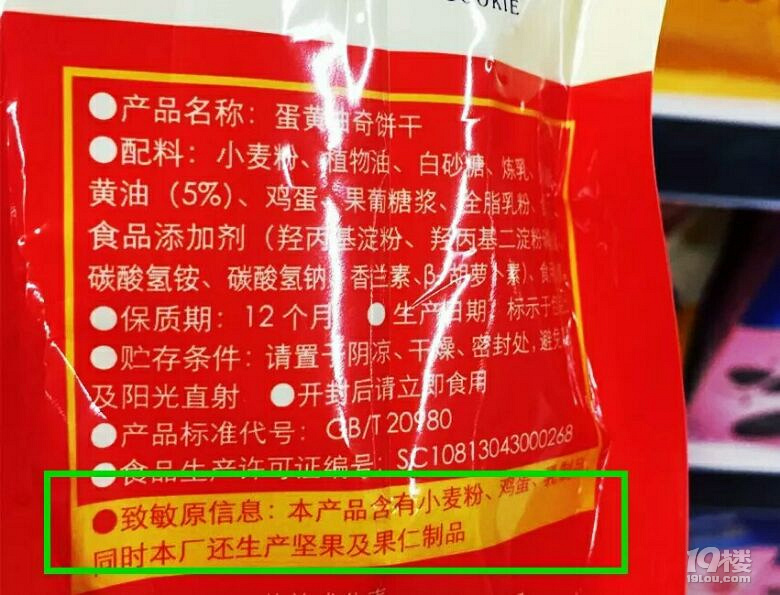 COOKIE
●产品名称：蛋黄曲奇饼干
●配料：小麦粉、植物油、白砂糖、炼乳、
黄油（5%）、鸡蛋、果葡糖浆、全脂乳粉、
食品添加剂（羟丙基淀粉、羟丙基二淀粉
碳酸氢铵、碳酸氢钠、香兰素、β-胡萝卜素）、食
●保质期：12个月 ●生产日期：标示于
●贮存条件：请置于阴凉、干燥、密封处，避免
及阳光直射 ●开封后请立即食用
●产品标准代号：GB/T 20980
●食品生产许可证编号：SC10813043000268
●致敏原信息：本产品含有小麦粉、鸡蛋、乳制品
同时本厂还生产坚果及果仁制品
19楼
19lou.com